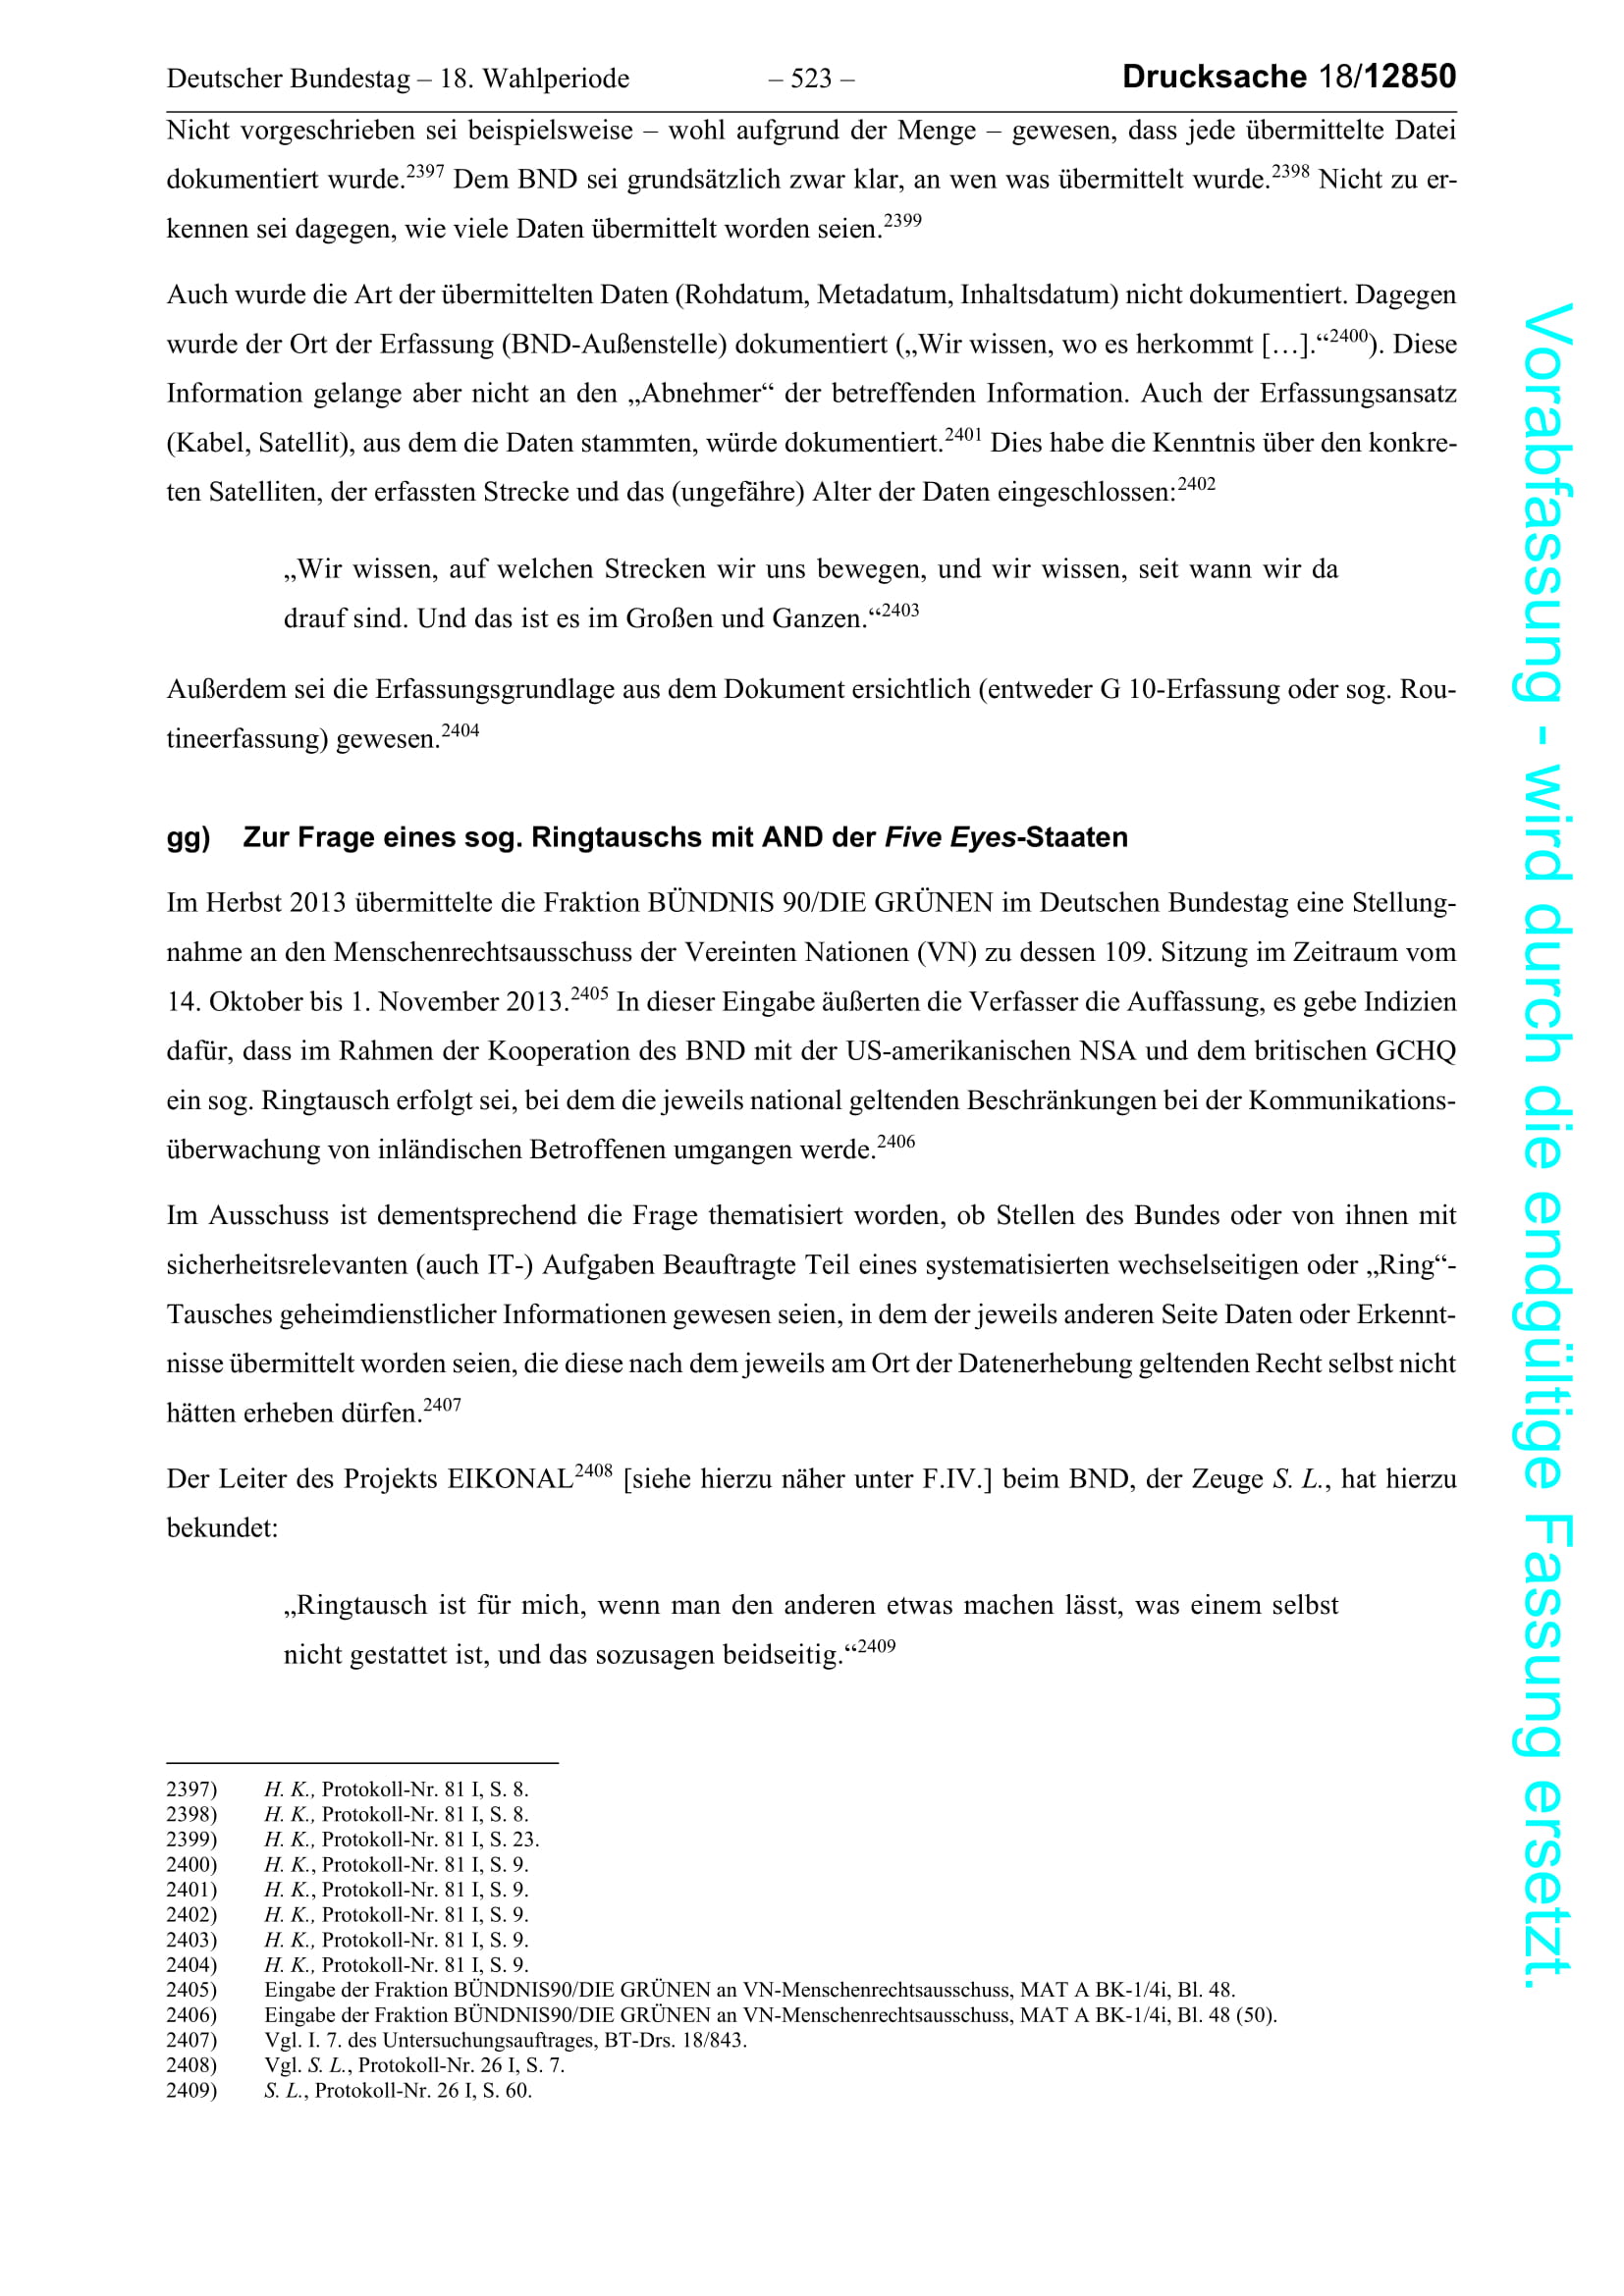 Deutscher Bundestag – 18. Wahlperiode – 523 – Drucksache 18/12850
Nicht vorgeschrieben sei beispielsweise – wohl aufgrund der Menge – gewesen, dass jede übermittelte Datei
dokumentiert wurde.2397 Dem BND sei grundsätzlich zwar klar, an wen was übermittelt wurde.2398 Nicht zu er-
kennen sei dagegen, wie viele Daten übermittelt worden seien.2399
Auch wurde die Art der übermittelten Daten (Rohdatum, Metadatum, Inhaltsdatum) nicht dokumentiert. Dagegen
wurde der Ort der Erfassung (BND-Außenstelle) dokumentiert („Wir wissen, wo es herkommt […].“2400). Diese
Information gelange aber nicht an den „Abnehmer“ der betreffenden Information. Auch der Erfassungsansatz
(Kabel, Satellit), aus dem die Daten stammten, würde dokumentiert.2401 Dies habe die Kenntnis über den konkre-
ten Satelliten, der erfassten Strecke und das (ungefähre) Alter der Daten eingeschlossen:2402
„Wir wissen, auf welchen Strecken wir uns bewegen, und wir wissen, seit wann wir da
drauf sind. Und das ist es im Großen und Ganzen.“2403
Außerdem sei die Erfassungsgrundlage aus dem Dokument ersichtlich (entweder G 10-Erfassung oder sog. Rou-
tineerfassung) gewesen.2404
gg) Zur Frage eines sog. Ringtauschs mit AND der Five Eyes-Staaten
Im Herbst 2013 übermittelte die Fraktion BÜNDNIS 90/DIE GRÜNEN im Deutschen Bundestag eine Stellung-
nahme an den Menschenrechtsausschuss der Vereinten Nationen (VN) zu dessen 109. Sitzung im Zeitraum vom
14. Oktober bis 1. November 2013.2405 In dieser Eingabe äußerten die Verfasser die Auffassung, es gebe Indizien
dafür, dass im Rahmen der Kooperation des BND mit der US-amerikanischen NSA und dem britischen GCHQ
ein sog. Ringtausch erfolgt sei, bei dem die jeweils national geltenden Beschränkungen bei der Kommunikations-
überwachung von inländischen Betroffenen umgangen werde.2406
Im Ausschuss ist dementsprechend die Frage thematisiert worden, ob Stellen des Bundes oder von ihnen mit
sicherheitsrelevanten (auch IT-) Aufgaben Beauftragte Teil eines systematisierten wechselseitigen oder „Ring“-
Tausches geheimdienstlicher Informationen gewesen seien, in dem der jeweils anderen Seite Daten oder Erkennt-
nisse übermittelt worden seien, die diese nach dem jeweils am Ort der Datenerhebung geltenden Recht selbst nicht
hätten erheben dürfen.2407
Der Leiter des Projekts EIKONAL2408 [siehe hierzu näher unter F.IV.] beim BND, der Zeuge S. L., hat hierzu
bekundet:
„Ringtausch ist für mich, wenn man den anderen etwas machen lässt, was einem selbst
nicht gestattet ist, und das sozusagen beidseitig.“2409
2397) H. K., Protokoll-Nr. 81 I, S. 8.
2398) H. K., Protokoll-Nr. 81 I, S. 8.
2399) H. K., Protokoll-Nr. 81 I, S. 23.
2400) H. K., Protokoll-Nr. 81 I, S. 9.
2401) H. K., Protokoll-Nr. 81 I, S. 9.
2402) H. K., Protokoll-Nr. 81 I, S. 9.
2403) H. K., Protokoll-Nr. 81 I, S. 9.
2404) H. K., Protokoll-Nr. 81 I, S. 9.
2405) Eingabe der Fraktion BÜNDNIS90/DIE GRÜNEN an VN-Menschenrechtsausschuss, MAT A BK-1/4i, Bl. 48.
2406) Eingabe der Fraktion BÜNDNIS90/DIE GRÜNEN an VN-Menschenrechtsausschuss, MAT A BK-1/4i, Bl. 48 (50).
2407) Vgl. I. 7. des Untersuchungsauftrages, BT-Drs. 18/843.
2408) Vgl. S. L., Protokoll-Nr. 26 I, S. 7.
2409) S. L., Protokoll-Nr. 26 I, S. 60.
Vorabfassung - wird durch die endgültige Fassung ersetzt.